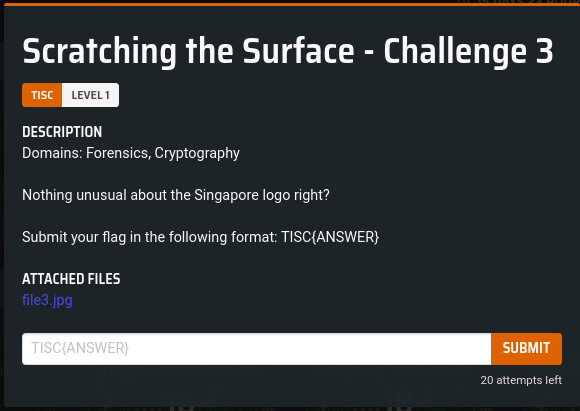 Scratching the Surface - Challenge 3
TISC LEVEL 1
DESCRIPTION
Domains: Forensics, Cryptography
Nothing unusual about the Singapore logo right?
Submit your flag in the following format: TISC{ANSWER}
ATTACHED FILES
file3.jpg
TISC{ANSWER} SUBMIT
20 attempts left